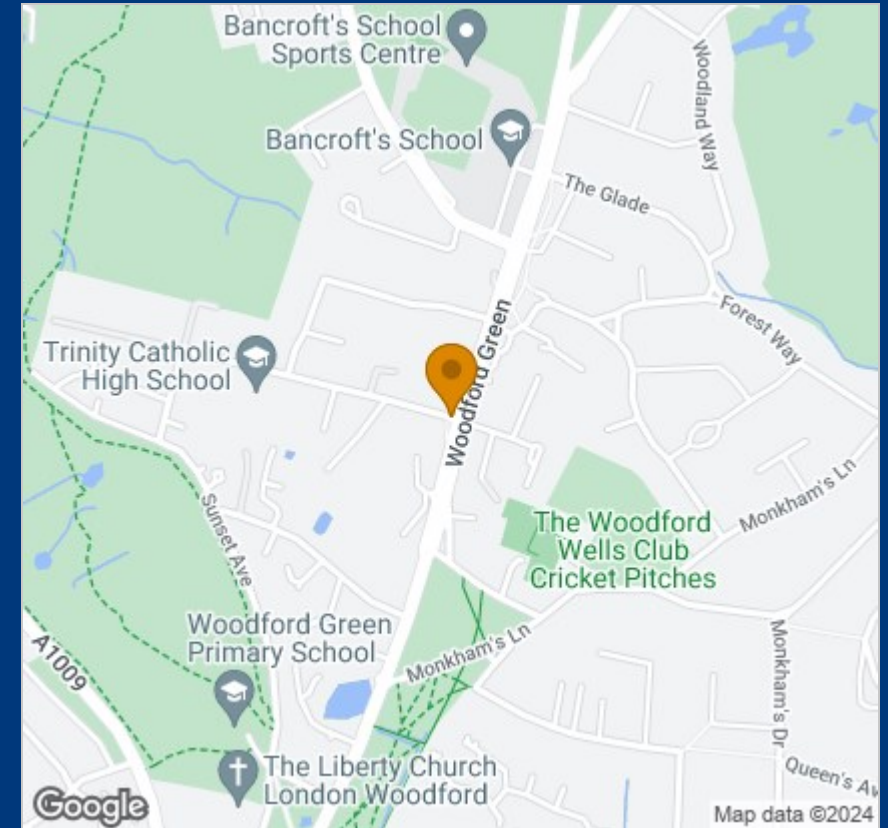 Bancroft's School
Sports Centre
Bancroft's School
Woodland Way
The Glade
Forest Way
Trinity Catholic
High School
Woodford Green
Monkham's Ln
The Woodford
Wells Club
Cricket Pitches
Sunset Ave
Woodford Green
Primary School
Monkham's Ln
A1009
Monkham's Dr
The Liberty Church
London Woodford
Queen's Av
Google
Map data ©2024